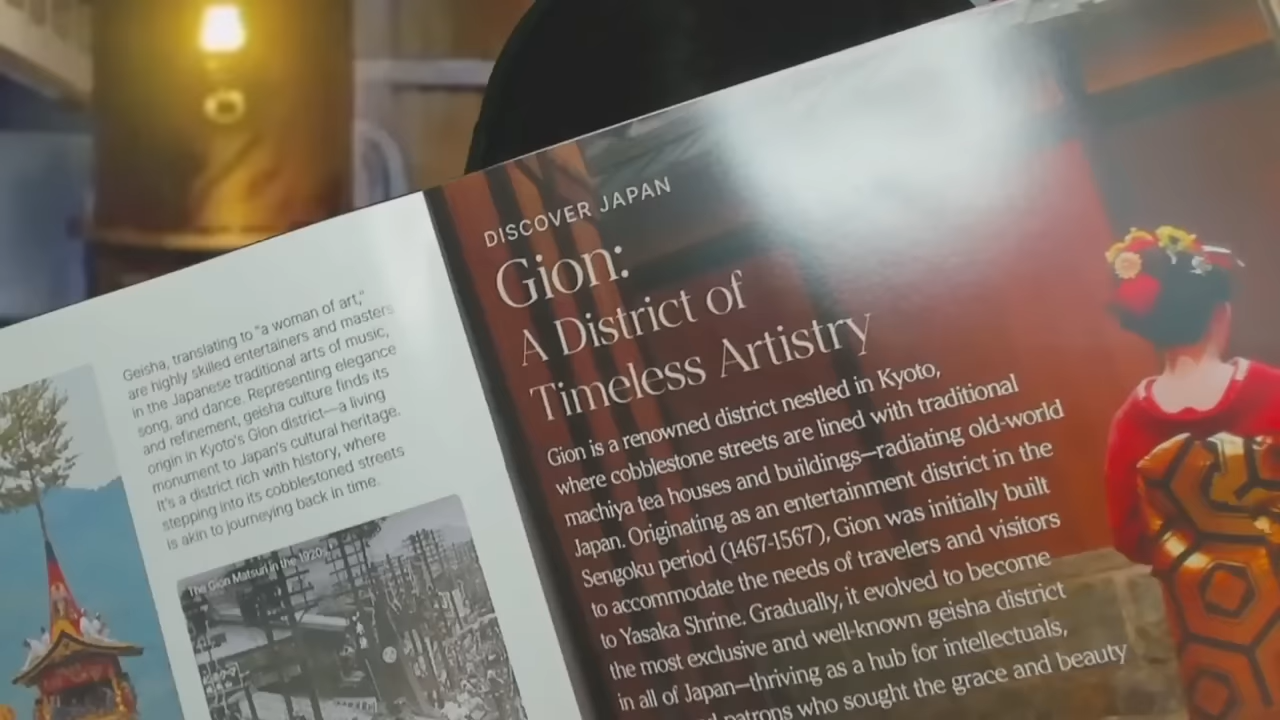 Geisha, translating to "a woman of art,"
are highly skilled entertainers and masters
in the Japanese traditional arts of music,
song, and dance. Representing elegance
and refinement, geisha culture finds its
origin in Kyoto's Gion district—a living
monument to Japan's cultural heritage.
It's a district rich with history, where
stepping into its cobblestoned streets
is akin to journeying back in time.
The Gion Matsuri in the 1920s
DISCOVER JAPAN
Gion:
A District of
Timeless Artistry
Gion is a renowned district nestled in Kyoto,
where cobblestone streets are lined with traditional
machiya tea houses and buildings—radiating old-world
Japan. Originating as an entertainment district in the
Sengoku period (1467-1567), Gion was initially built
to accommodate the needs of travelers and visitors
to Yasaka Shrine. Gradually, it evolved to become
the most exclusive and well-known geisha district
in all of Japan—thriving as a hub for intellectuals,
patrons who sought the grace and beauty